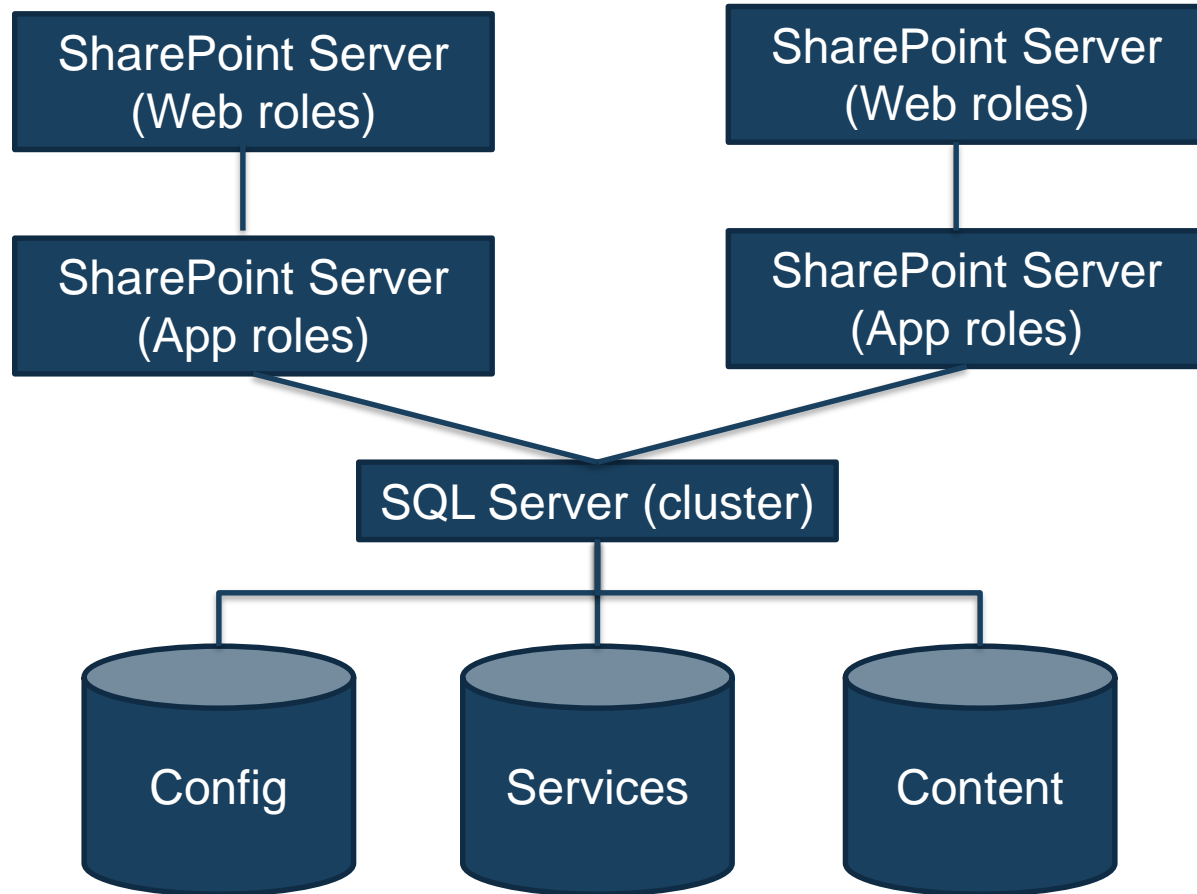 SharePoint Server
(Web roles)
SharePoint Server
(Web roles)
SharePoint Server
(App roles)
SharePoint Server
(App roles)
SQL Server (cluster)
Config
Services
Content